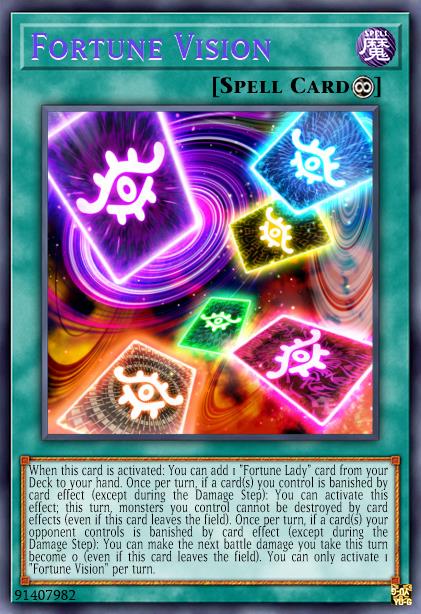 Fortune Vision
SPELL
魔
[Spell Card]
When this card is activated: You can add 1 "Fortune Lady" card from your
Deck to your hand. Once per turn, if a card(s) you control is banished by
card effect (except during the Damage Step): You can activate this
effect; this turn, monsters you control cannot be destroyed by card
effects (even if this card leaves the field). Once per turn, if a card(s) your
opponent controls is banished by card effect (except during the
Damage Step): You can make the next battle damage you take this turn
become 0 (even if this card leaves the field). You can only activate 1
"Fortune Vision" per turn.
91407982